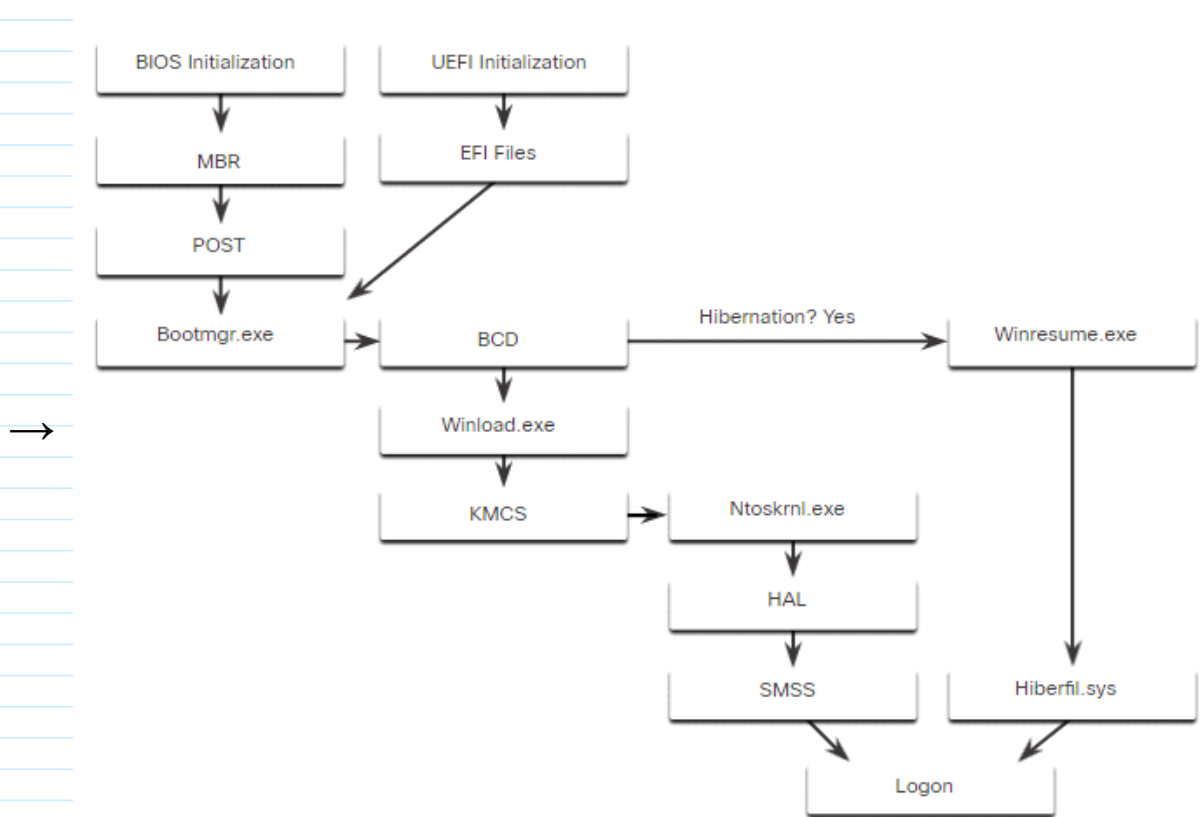 BIOS Initialization
UEFI Initialization
MBR
EFI Files
POST
Bootmgr.exe
BCD
Hibernation? Yes
Winresume.exe
Winload.exe
KMCS
Ntoskrnl.exe
HAL
SMSS
Hiberfil.sys
Logon